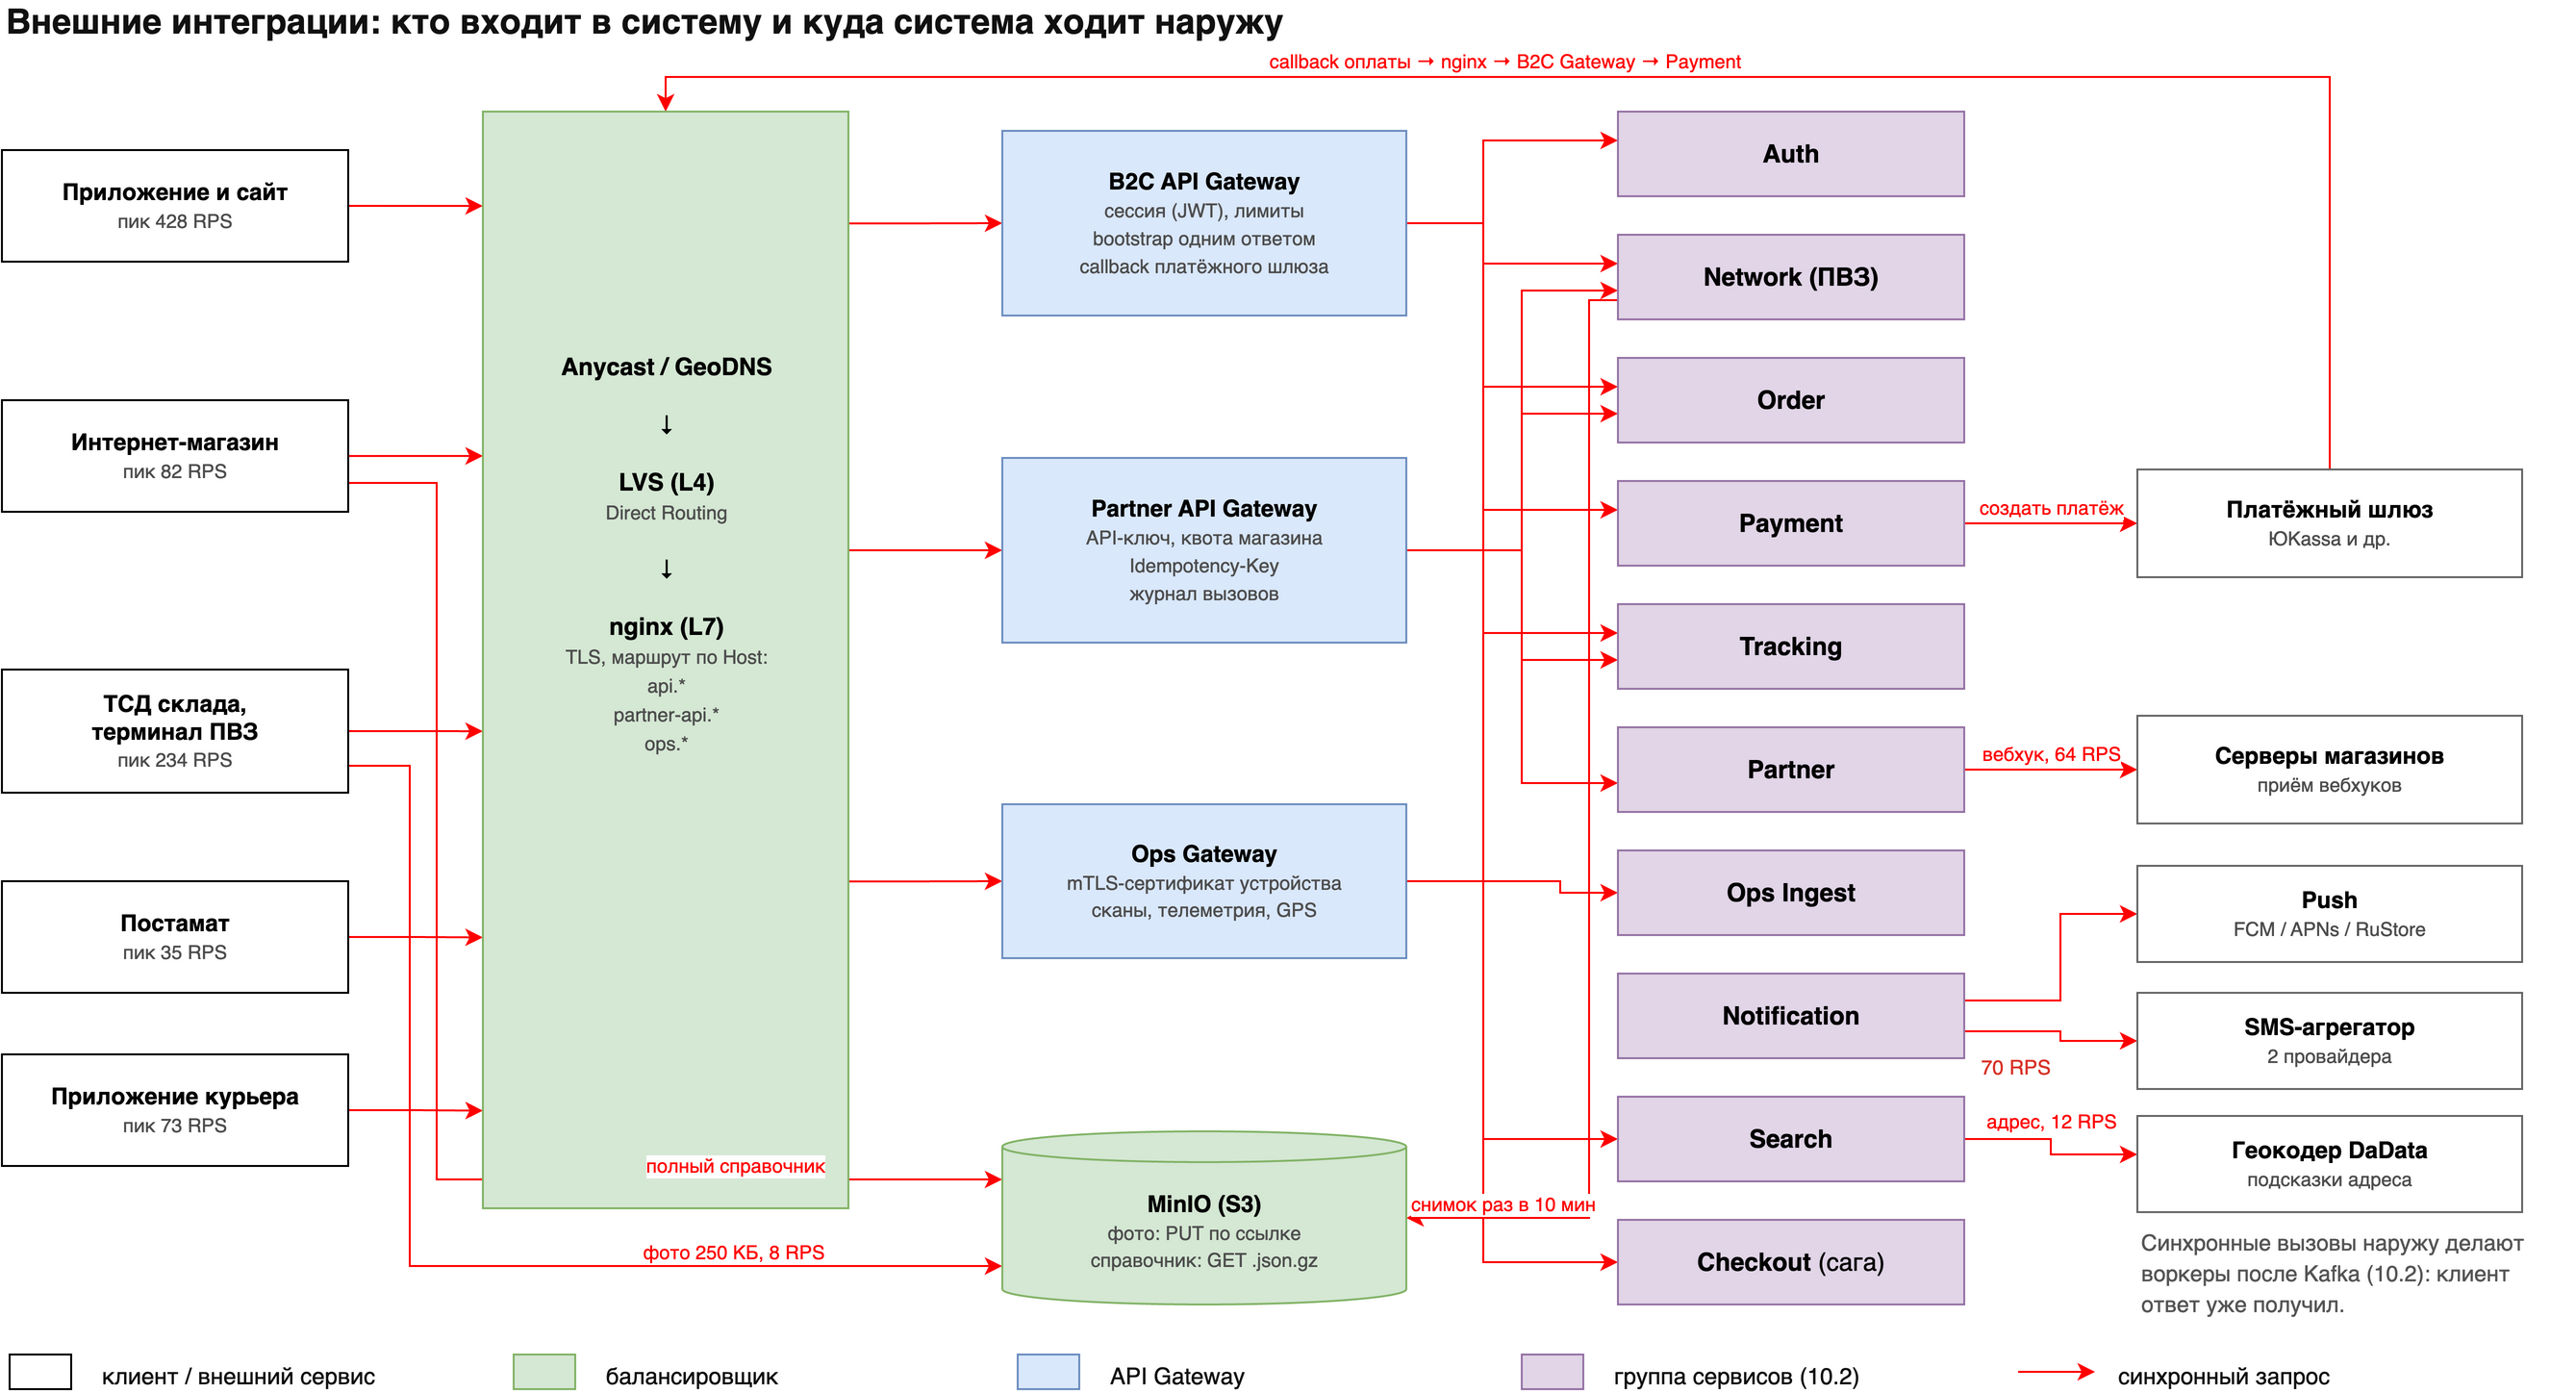 Внешние интеграции: кто входит в систему и куда система ходит наружу
callback оплаты → nginx → B2C Gateway → Payment
Приложение и сайт
пик 428 RPS
Интернет-магазин
пик 82 RPS
ТСД склада,
терминал ПВЗ
пик 234 RPS
Постамат
пик 35 RPS
Приложение курьера
пик 73 RPS
Anycast / GeoDNS
↓
LVS (L4)
Direct Routing
↓
nginx (L7)
TLS, маршрут по Host:
api.*
partner-api.*
ops.*
полный справочник
фото 250 КБ, 8 RPS
B2C API Gateway
сессия (JWT), лимиты
bootstrap одним ответом
callback платёжного шлюза
Partner API Gateway
API-ключ, квота магазина
Idempotency-Key
журнал вызовов
Ops Gateway
mTLS-сертификат устройства
сканы, телеметрия, GPS
MinIO (S3)
фото: PUT по ссылке
справочник: GET .json.gz
снимок раз в 10 мин
Auth
Network (ПВЗ)
Order
Payment
Tracking
Partner
Ops Ingest
Notification
Search
Checkout (сага)
создать платёж
вебхук, 64 RPS
70 RPS
адрес, 12 RPS
Платёжный шлюз
ЮKassa и др.
Серверы магазинов
приём вебхуков
Push
FCM / APNs / RuStore
SMS-агрегатор
2 провайдера
Геокодер DaData
подсказки адреса
Синхронные вызовы наружу делают
воркеры после Kafka (10.2): клиент
ответ уже получил.
клиент / внешний сервис
балансировщик
API Gateway
группа сервисов (10.2)
синхронный запрос